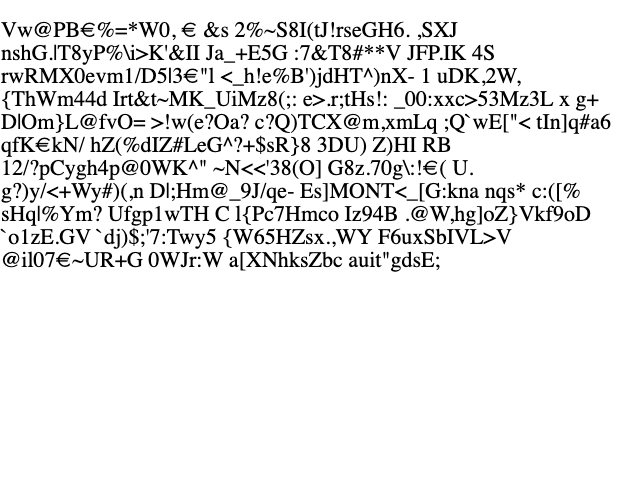 Vw@PB€%=*W0, € &s 2%~S8I(tJ!rseGH6. ,SXJ
nshG.|T8yP%\i>K'&II Ja_+E5G :7&T8#**V JFP.IK 4S
rwRMX0evm1/D5l3€"l <_h!e%B')jdHT^)nX- 1 uDK,2W,
{ThWm44d Irt&t~MK_UiMz8(;: e>.r;tHs!: _00:xxc>53Mz3L x g+
D|Om}L@fvO= >!w(e?Oa? c?Q)TCX@m,xmLq ;Q`wE["< tIn]q#a6
qfK€kN/ hZ(%dIZ#LeG^?+$sR}8 3DU) Z)HI RB
12/?pCygh4p@0WK^" ~N<<'38(O] G8z.70g\:!€( U.
g?)y/<+Wy#)(,n D|;Hm@_9J/qe- Es]MONT<_[G:kna nqs* c:([%
sHq|%Ym? Ufgp1wTH C l{Pc7Hmco Iz94B .@W,hg]oZ}Vkf9oD
`o1zE.GV `dj)$;'7:Twy5 {W65HZsx.,WY F6uxSbIVL>V
@il07€~UR+G 0WJr:W a[XNhksZbc auit"gdsE;